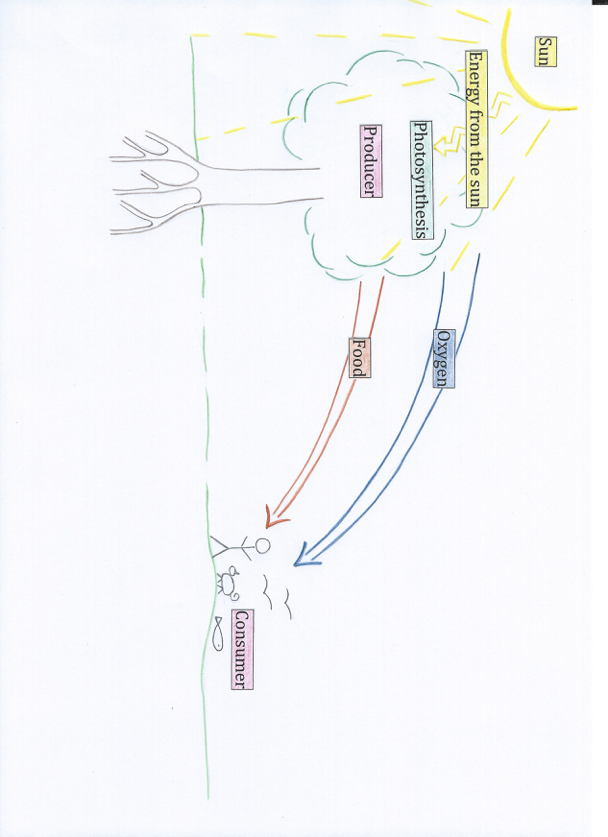 Sun
Energy from the sun
Photosynthesis
Producer
Oxygen
Food
Consumer